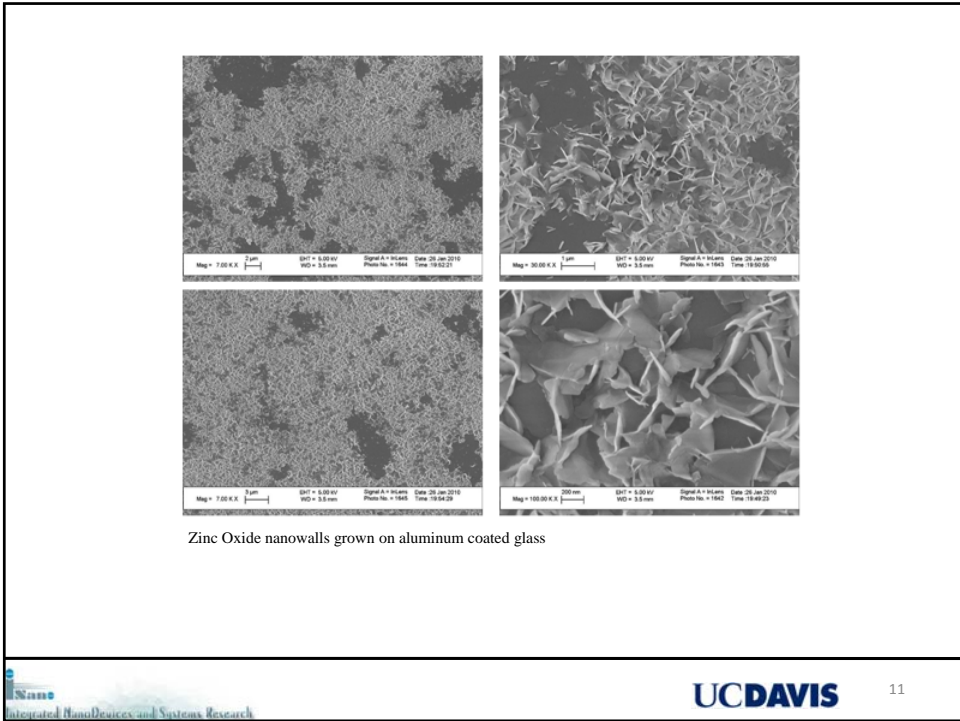 2 µm
Mag = 7.00 K X
EHT = 5.00 kV
WD = 3.5 mm
Signal A = InLens
Photo No. = 1644
Date :26 Jan 2010
Time :19:52:21
1 µm
Mag = 30.00 K X
EHT = 5.00 kV
WD = 3.5 mm
Signal A = InLens
Photo No. = 1643
Date :26 Jan 2010
Time :19:50:56
Mag = 7.00 K X
EHT = 5.00 kV
WD = 3.5 mm
Signal A = InLens
Photo No. = 1645
Date :26 Jan 2010
Time :19:54:29
200 nm
Mag = 100.00 K X
EHT = 5.00 kV
WD = 3.5 mm
Signal A = InLens
Photo No. = 1642
Date :26 Jan 2010
Time :19:49:23
Zinc Oxide nanowalls grown on aluminum coated glass
iNano
Integrated NanoDevices and Systems Research
UCDAVIS
11